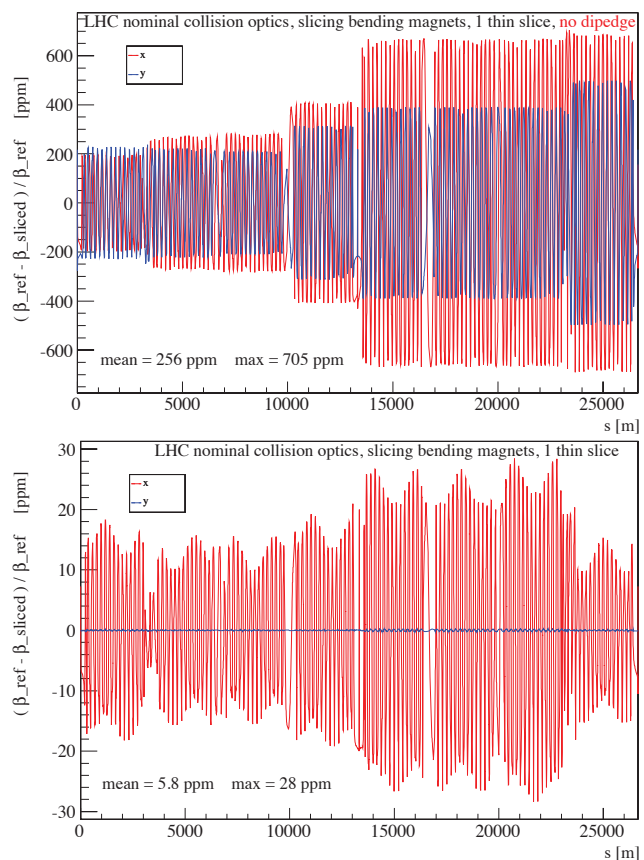 LHC nominal collision optics, slicing bending magnets, 1 thin slice, no dipedge
x
y
( β_ref - β_sliced ) / β_ref [ppm]
600
400
200
0
-200
-400
-600
mean = 256 ppm max = 705 ppm
0 5000 10000 15000 20000 25000
s [m]
LHC nominal collision optics, slicing bending magnets, 1 thin slice
x
y
( β_ref - β_sliced ) / β_ref [ppm]
30
20
10
0
-10
-20
-30
mean = 5.8 ppm max = 28 ppm
0 5000 10000 15000 20000 25000
s [m]